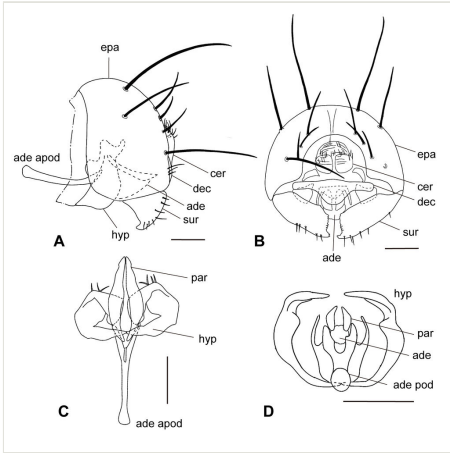 epa
ade apod
cer
dec
ade
sur
hyp
A
epa
cer
dec
sur
ade
B
par
hyp
ade apod
C
hyp
par
ade
ade pod
D